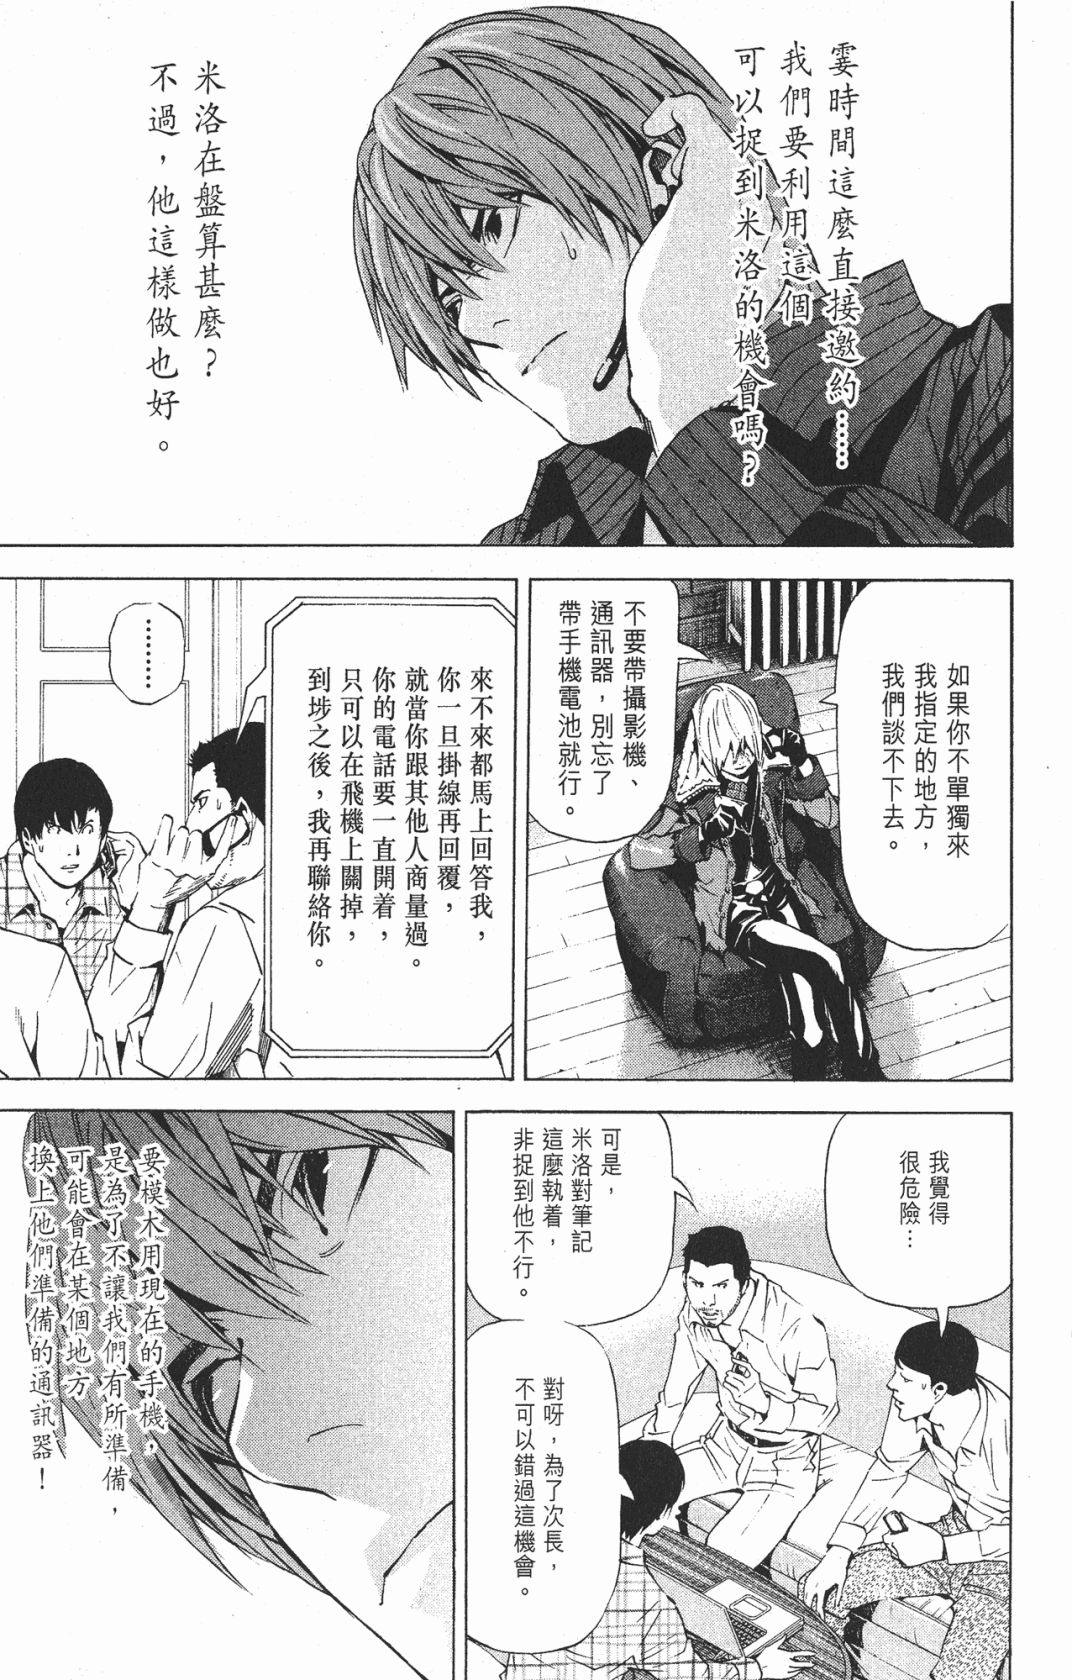 霎時間這麼直接邀約……
我們要利用這個
可以捉到米洛的機會嗎？
米洛在盤算甚麼？
不過，他這樣做也好。
如果你不單獨來
我指定的地方，
我們談不下去。
不要帶攝影機、
通訊器，別忘了
帶手機電池就行。
來不來都馬上回答我，
你一旦掛線再回覆，
就當你跟其他人商量過。
你的電話要一直開着，
只可以在飛機上關掉，
到埗之後，我再聯絡你。
………
我覺得
很危險…
可是，
米洛對筆記
這麼執着，
非捉到他不行。
對呀，為了次長，
不可以錯過這機會。
要模木用現在的手機，
是為了不讓我們有所準備，
可能會在某個地方
換上他們準備的通訊器！